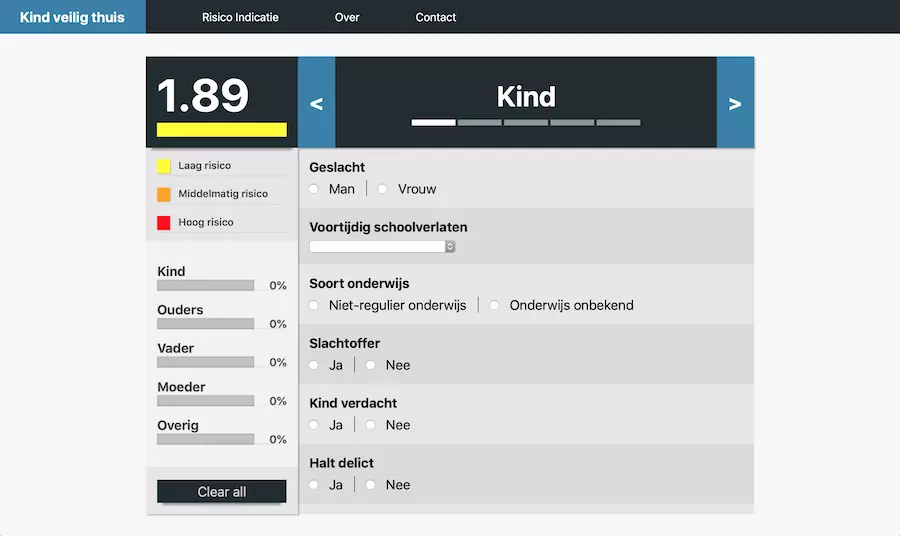 Kind veilig thuis
Risico Indicatie
Over
Contact
1.89
<
Kind
>
Laag risico
Middelmatig risico
Hoog risico
Kind
0%
Ouders
0%
Vader
0%
Moeder
0%
Overig
0%
Clear all
Geslacht
Man
Vrouw
Voortijdig schoolverlaten
Soort onderwijs
Niet-regulier onderwijs
Onderwijs onbekend
Slachtoffer
Ja
Nee
Kind verdacht
Ja
Nee
Halt delict
Ja
Nee